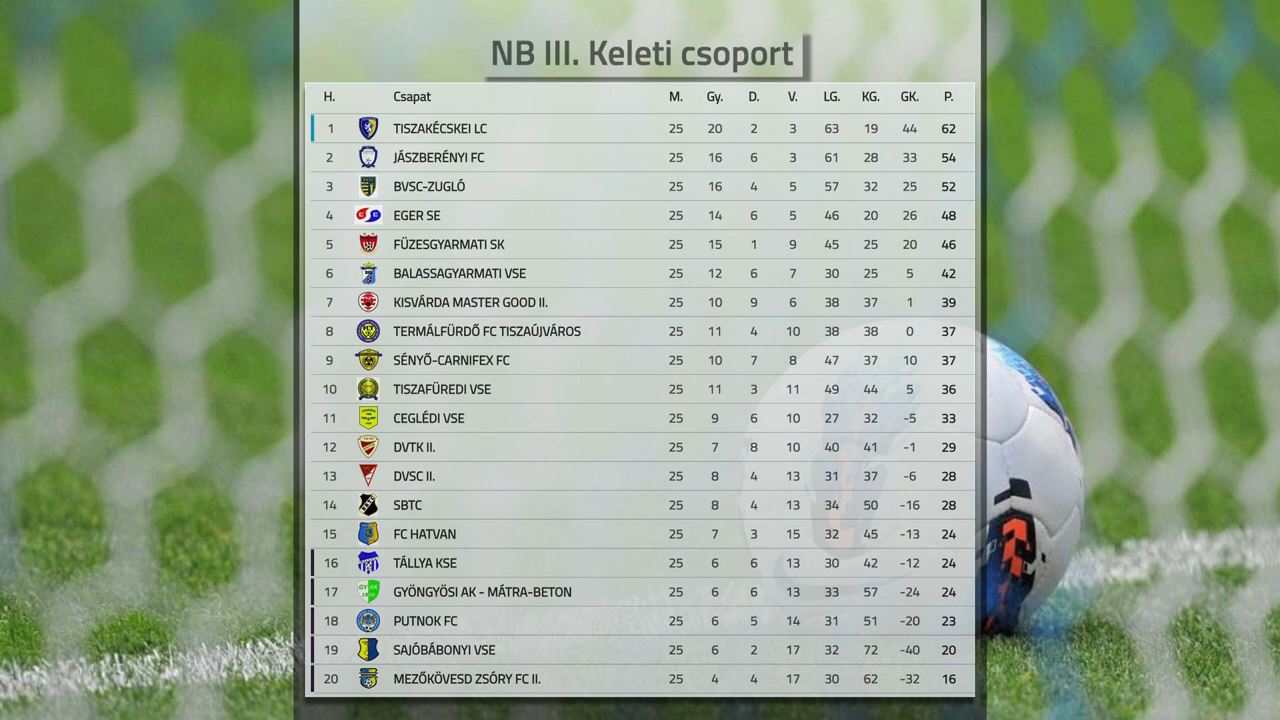 NB III. Keleti csoport
H. Csapat M. Gy. D. V. LG. KG. GK. P.
1 TISZAKÉCSKEI LC 25 20 2 3 63 19 44 62
2 JÁSZBERÉNYI FC 25 16 6 3 61 28 33 54
3 BVSC-ZUGLÓ 25 16 4 5 57 32 25 52
4 EGER SE 25 14 6 5 46 20 26 48
5 FÜZESGYARMATI SK 25 15 1 9 45 25 20 46
6 BALASSAGYARMATI VSE 25 12 6 7 30 25 5 42
7 KISVÁRDA MASTER GOOD II. 25 10 9 6 38 37 1 39
8 TERMÁLFÜRDŐ FC TISZAÚJVÁROS 25 11 4 10 38 38 0 37
9 SÉNYŐ-CARNIFEX FC 25 10 7 8 47 37 10 37
10 TISZAFÜREDI VSE 25 11 3 11 49 44 5 36
11 CEGLÉDI VSE 25 9 6 10 27 32 -5 33
12 DVTK II. 25 7 8 10 40 41 -1 29
13 DVSC II. 25 8 4 13 31 37 -6 28
14 SBTC 25 8 4 13 34 50 -16 28
15 FC HATVAN 25 7 3 15 32 45 -13 24
16 TÁLLYA KSE 25 6 6 13 30 42 -12 24
17 GYÖNGYÖSI AK - MÁTRA-BETON 25 6 6 13 33 57 -24 24
18 PUTNOK FC 25 6 5 14 31 51 -20 23
19 SAJÓBÁBONYI VSE 25 6 2 17 32 72 -40 20
20 MEZŐKÖVESD ZSÓRY FC II. 25 4 4 17 30 62 -32 16